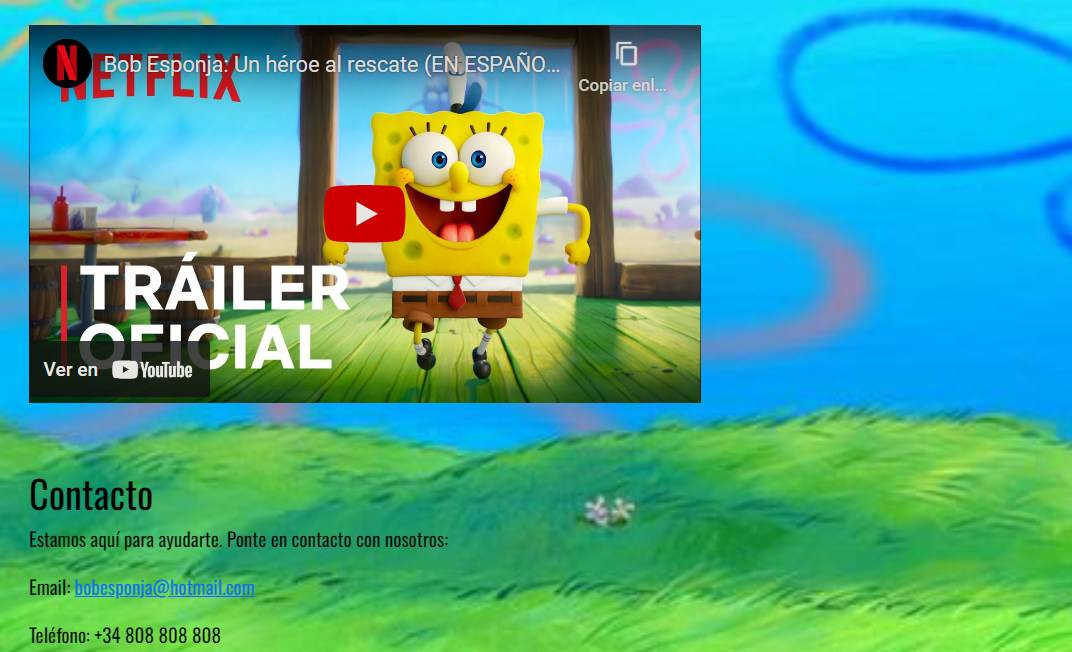 NETFLIX
Bob Esponja: Un héroe al rescate (EN ESPAÑO...
Copiar enl...
TRÁILER
OFICIAL
Ver en YouTube
Contacto
Estamos aquí para ayudarte. Ponte en contacto con nosotros:
Email: bobesponja@hotmail.com
Teléfono: +34 808 808 808